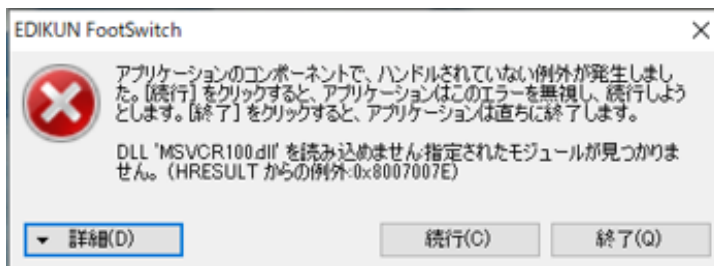 EDIKUN FootSwitch
アプリケーションのコンポーネントで、ハンドルされていない例外が発生しまし
た。[続行] をクリックすると、アプリケーションはこのエラーを無視し、続行しよう
とします。[終了] をクリックすると、アプリケーションは直ちに終了します。
DLL 'MSVCR100.dll' を読み込めません:指定されたモジュールが見つかりま
せん。 (HRESULT からの例外:0x8007007E)
詳細(D)
続行(C)
終了(Q)